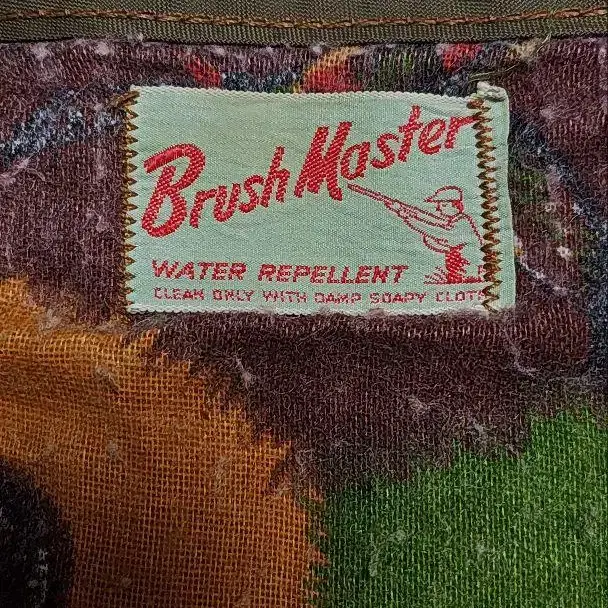 Brush Master
WATER REPELLENT
CLEAN ONLY WITH DAMP SOAPY CLOTH